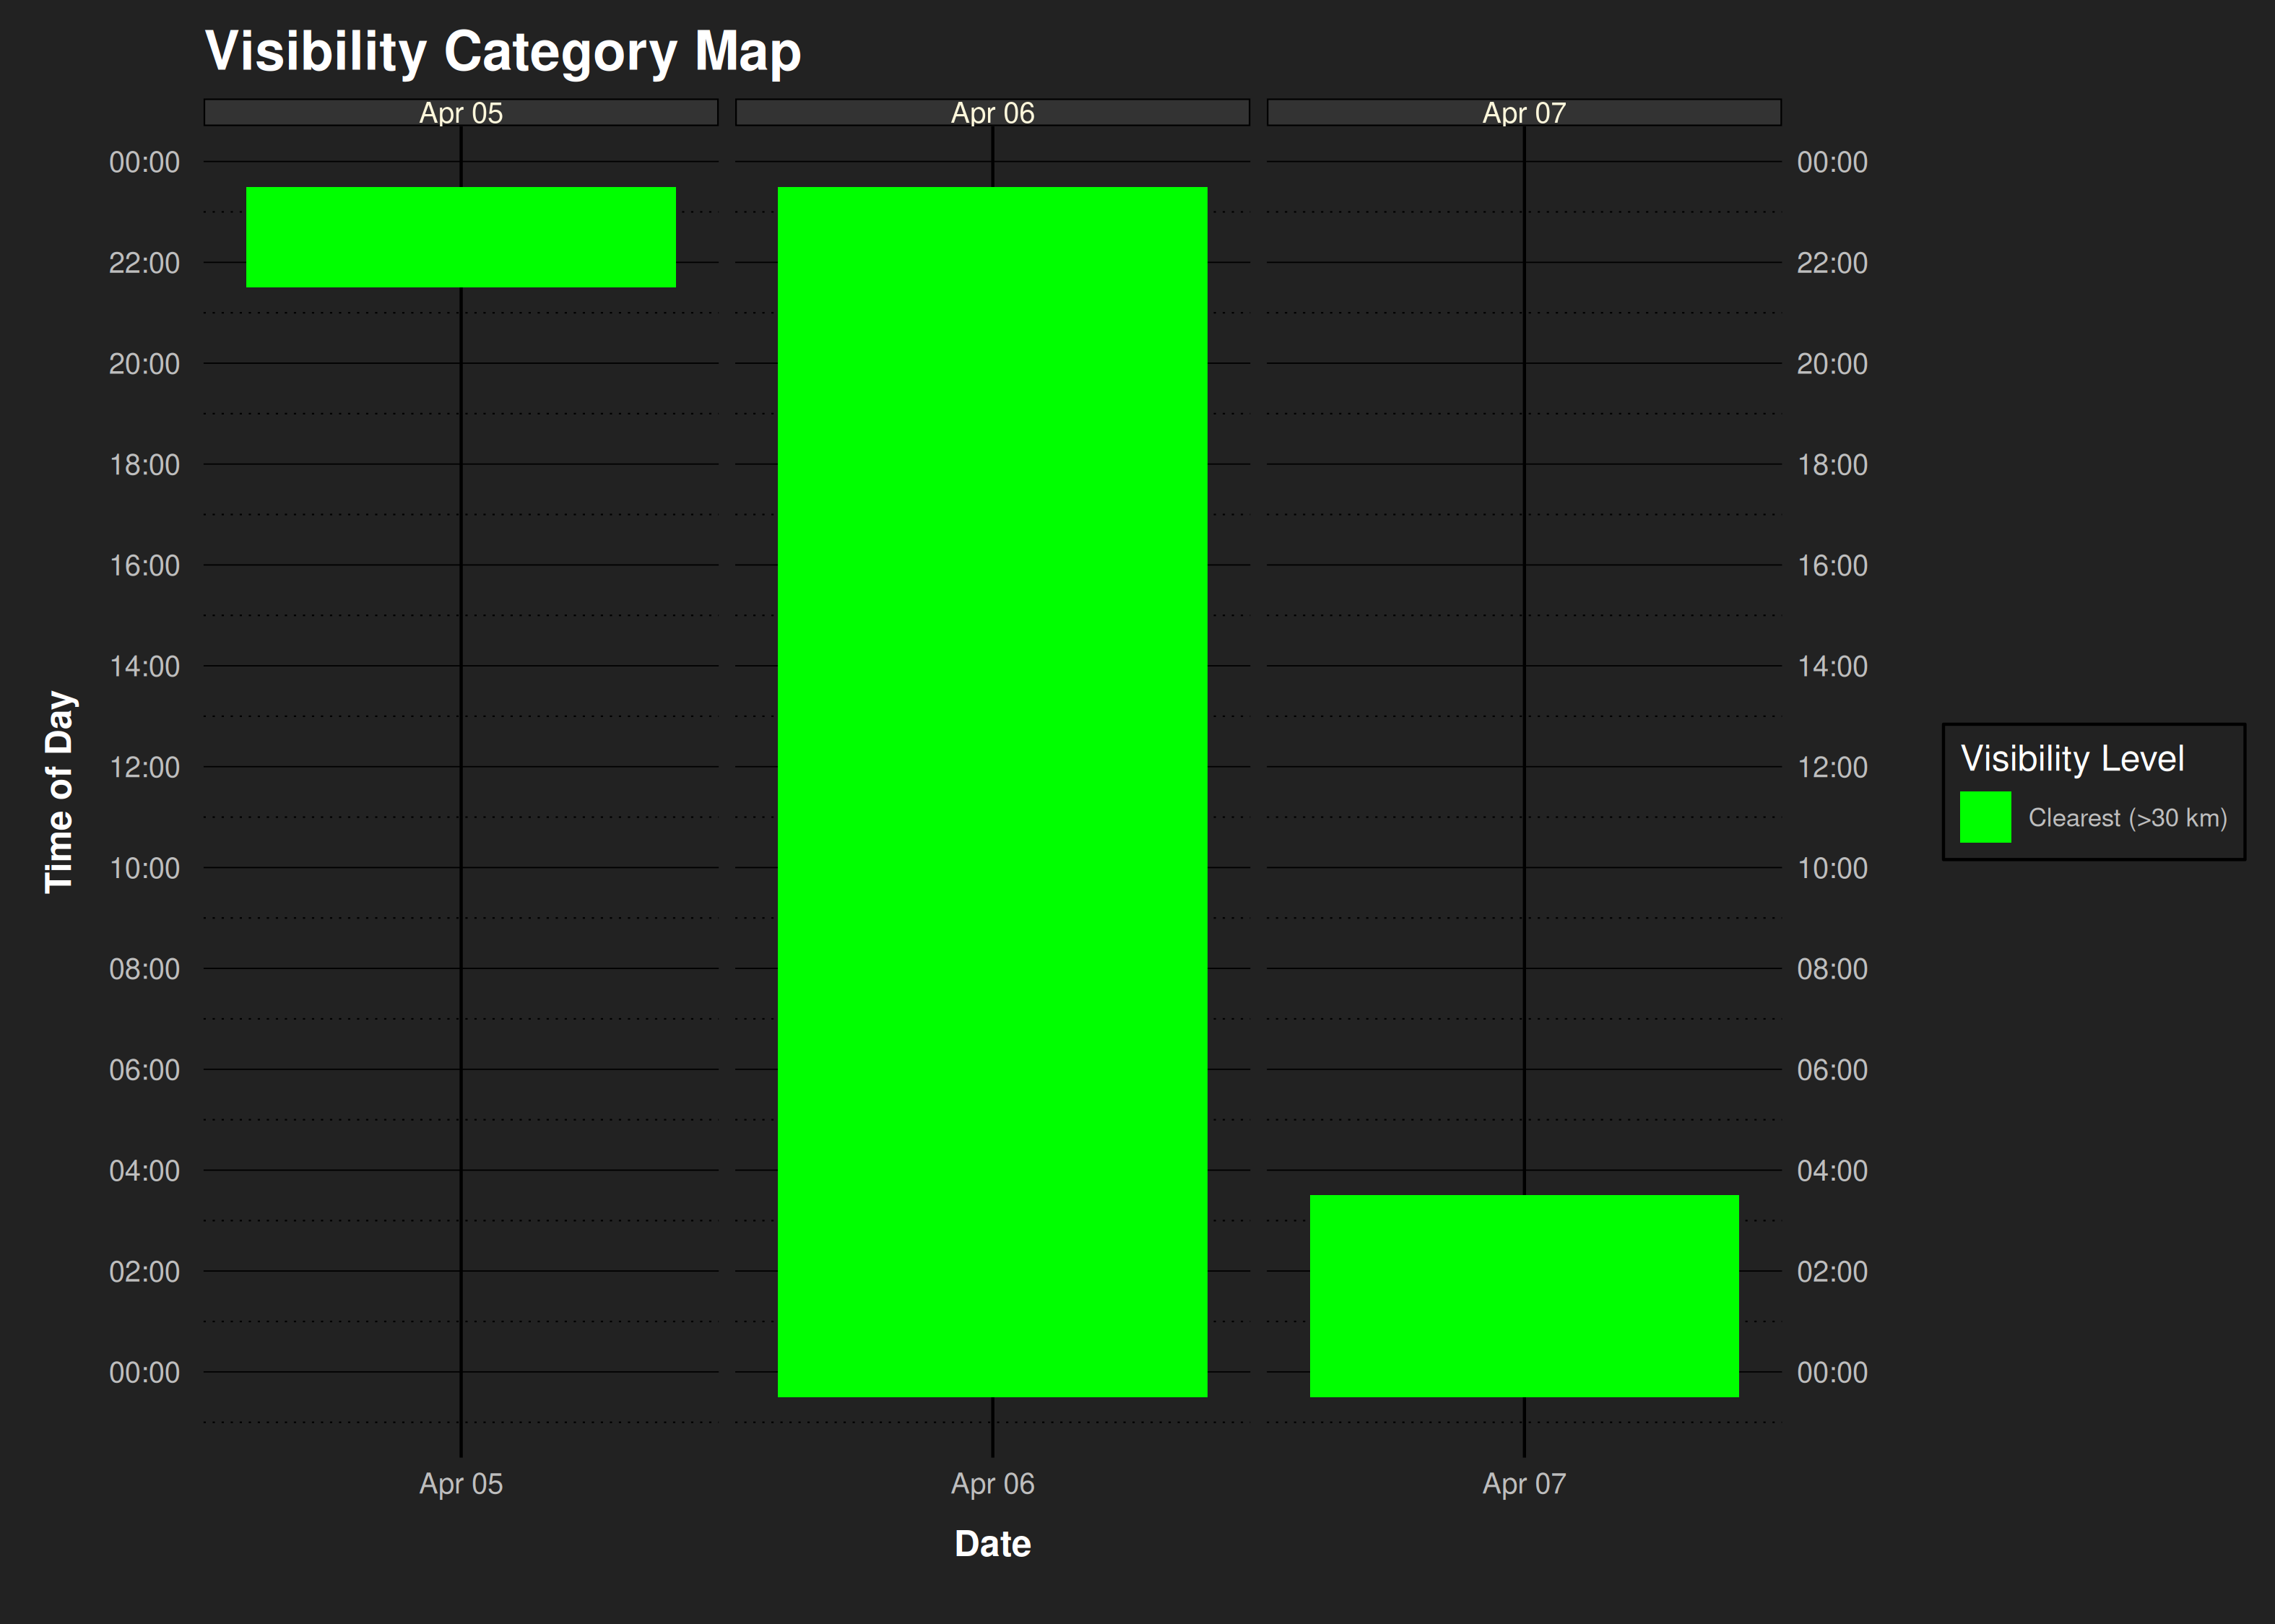 Visibility Category Map
Apr 05 Apr 06 Apr 07
00:00 00:00
22:00 22:00
20:00 20:00
18:00 18:00
16:00 16:00
14:00 14:00
12:00 12:00
10:00 10:00
08:00 08:00
06:00 06:00
04:00 04:00
02:00 02:00
00:00 00:00
Time of Day
Apr 05 Apr 06 Apr 07
Date
Visibility Level
Clearest (>30 km)